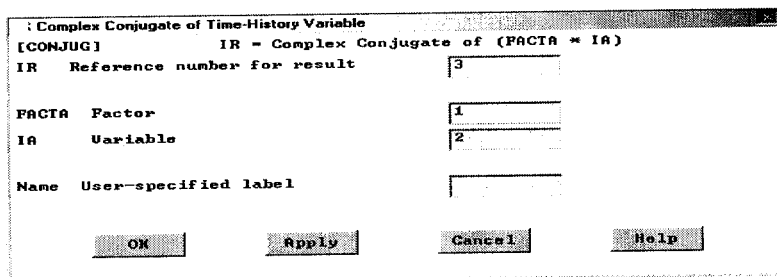 : Complex Conjugate of Time-History Variable
[CONJUG] IR = Complex Conjugate of (FACTA * IA)
IR Reference number for result 3
FACTA Factor 1
IA Variable 2
Name User-specified label
OK Apply Cancel Help